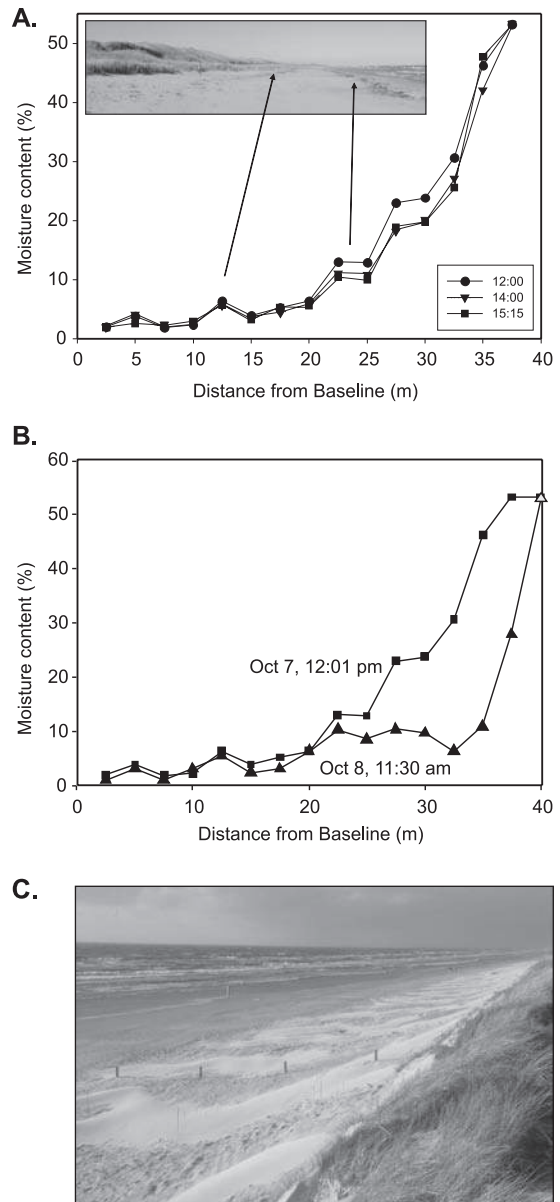 A.
50
40
30
20
10
0
Moisture content (%)
12:00
14:00
15:15
0 5 10 15 20 25 30 35 40
Distance from Baseline (m)
B.
60
50
40
30
20
10
0
Moisture content (%)
Oct 7, 12:01 pm
Oct 8, 11:30 am
0 10 20 30 40
Distance from Baseline (m)
C.